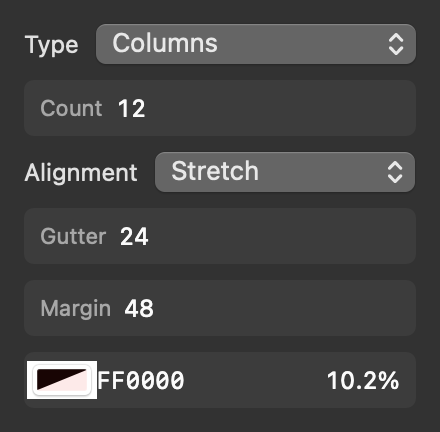 Type Columns
Count 12
Alignment Stretch
Gutter 24
Margin 48
FF0000 10.2%